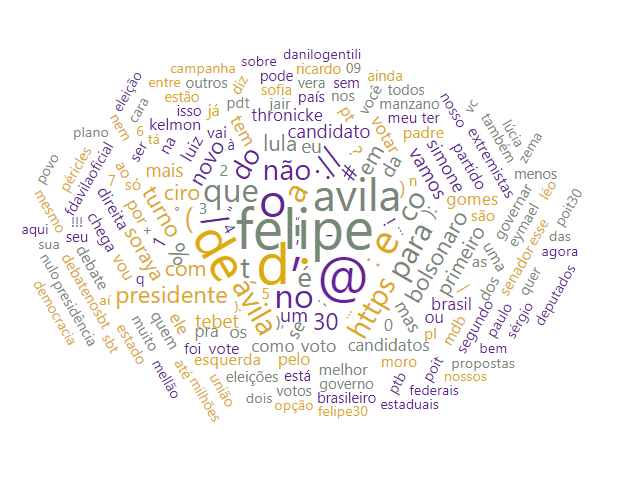 danilogentili
campanha
sobre
eleição
entre
outros
diz
pode
ricardo
09
ainda
cara
estão
sofia
vera
sem
todos
isso
já
pdt
jair
país
nos
você
manzano
nosso
vc
lúcia
plano
6
kelmon
vai
tem
thronicke
pt
votar
meu
ter
também
zema
tá
ser
na
luiz
à
lula
eu
candidato
padre
extremistas
povo
péricles
nem
fdavilaoficial
7
só
ao
mais
novo
do
não
://
#
em
da
vamos
simone
partido
menos
mesmo
!!!
chega
direita
por
turno
ciro
que
2
3
(
o
a
avila
co
)
n
gomes
são
governar
eymael
léo
poit30
aqui
sua
seu
debate
+
1
soraya
o/o
/
4
"
felipe
d
'
de
@
:
e
para
):
bolsonaro
primeiro
uma
as
dos
senador
esse
das
agora
nulo
presidência
debatenosbt
vou
q
com
t
ávila
é
no
5
),
um
30
https
0
mas
brasil
ou
|
quer
deputados
democracia
sbt
aí
presidente
ele
tebet
pra
os
ser
segundo
mdb
pl
paulo
sérgio
estado
muito
quem
foi
vote
como
voto
candidatos
moro
poit
propostas
bem
mellão
até
milhões
união
esquerda
pelo
eleições
está
melhor
governo
ptb
federais
nossos
dois
votos
brasileiro
estaduais
opção
felipe30